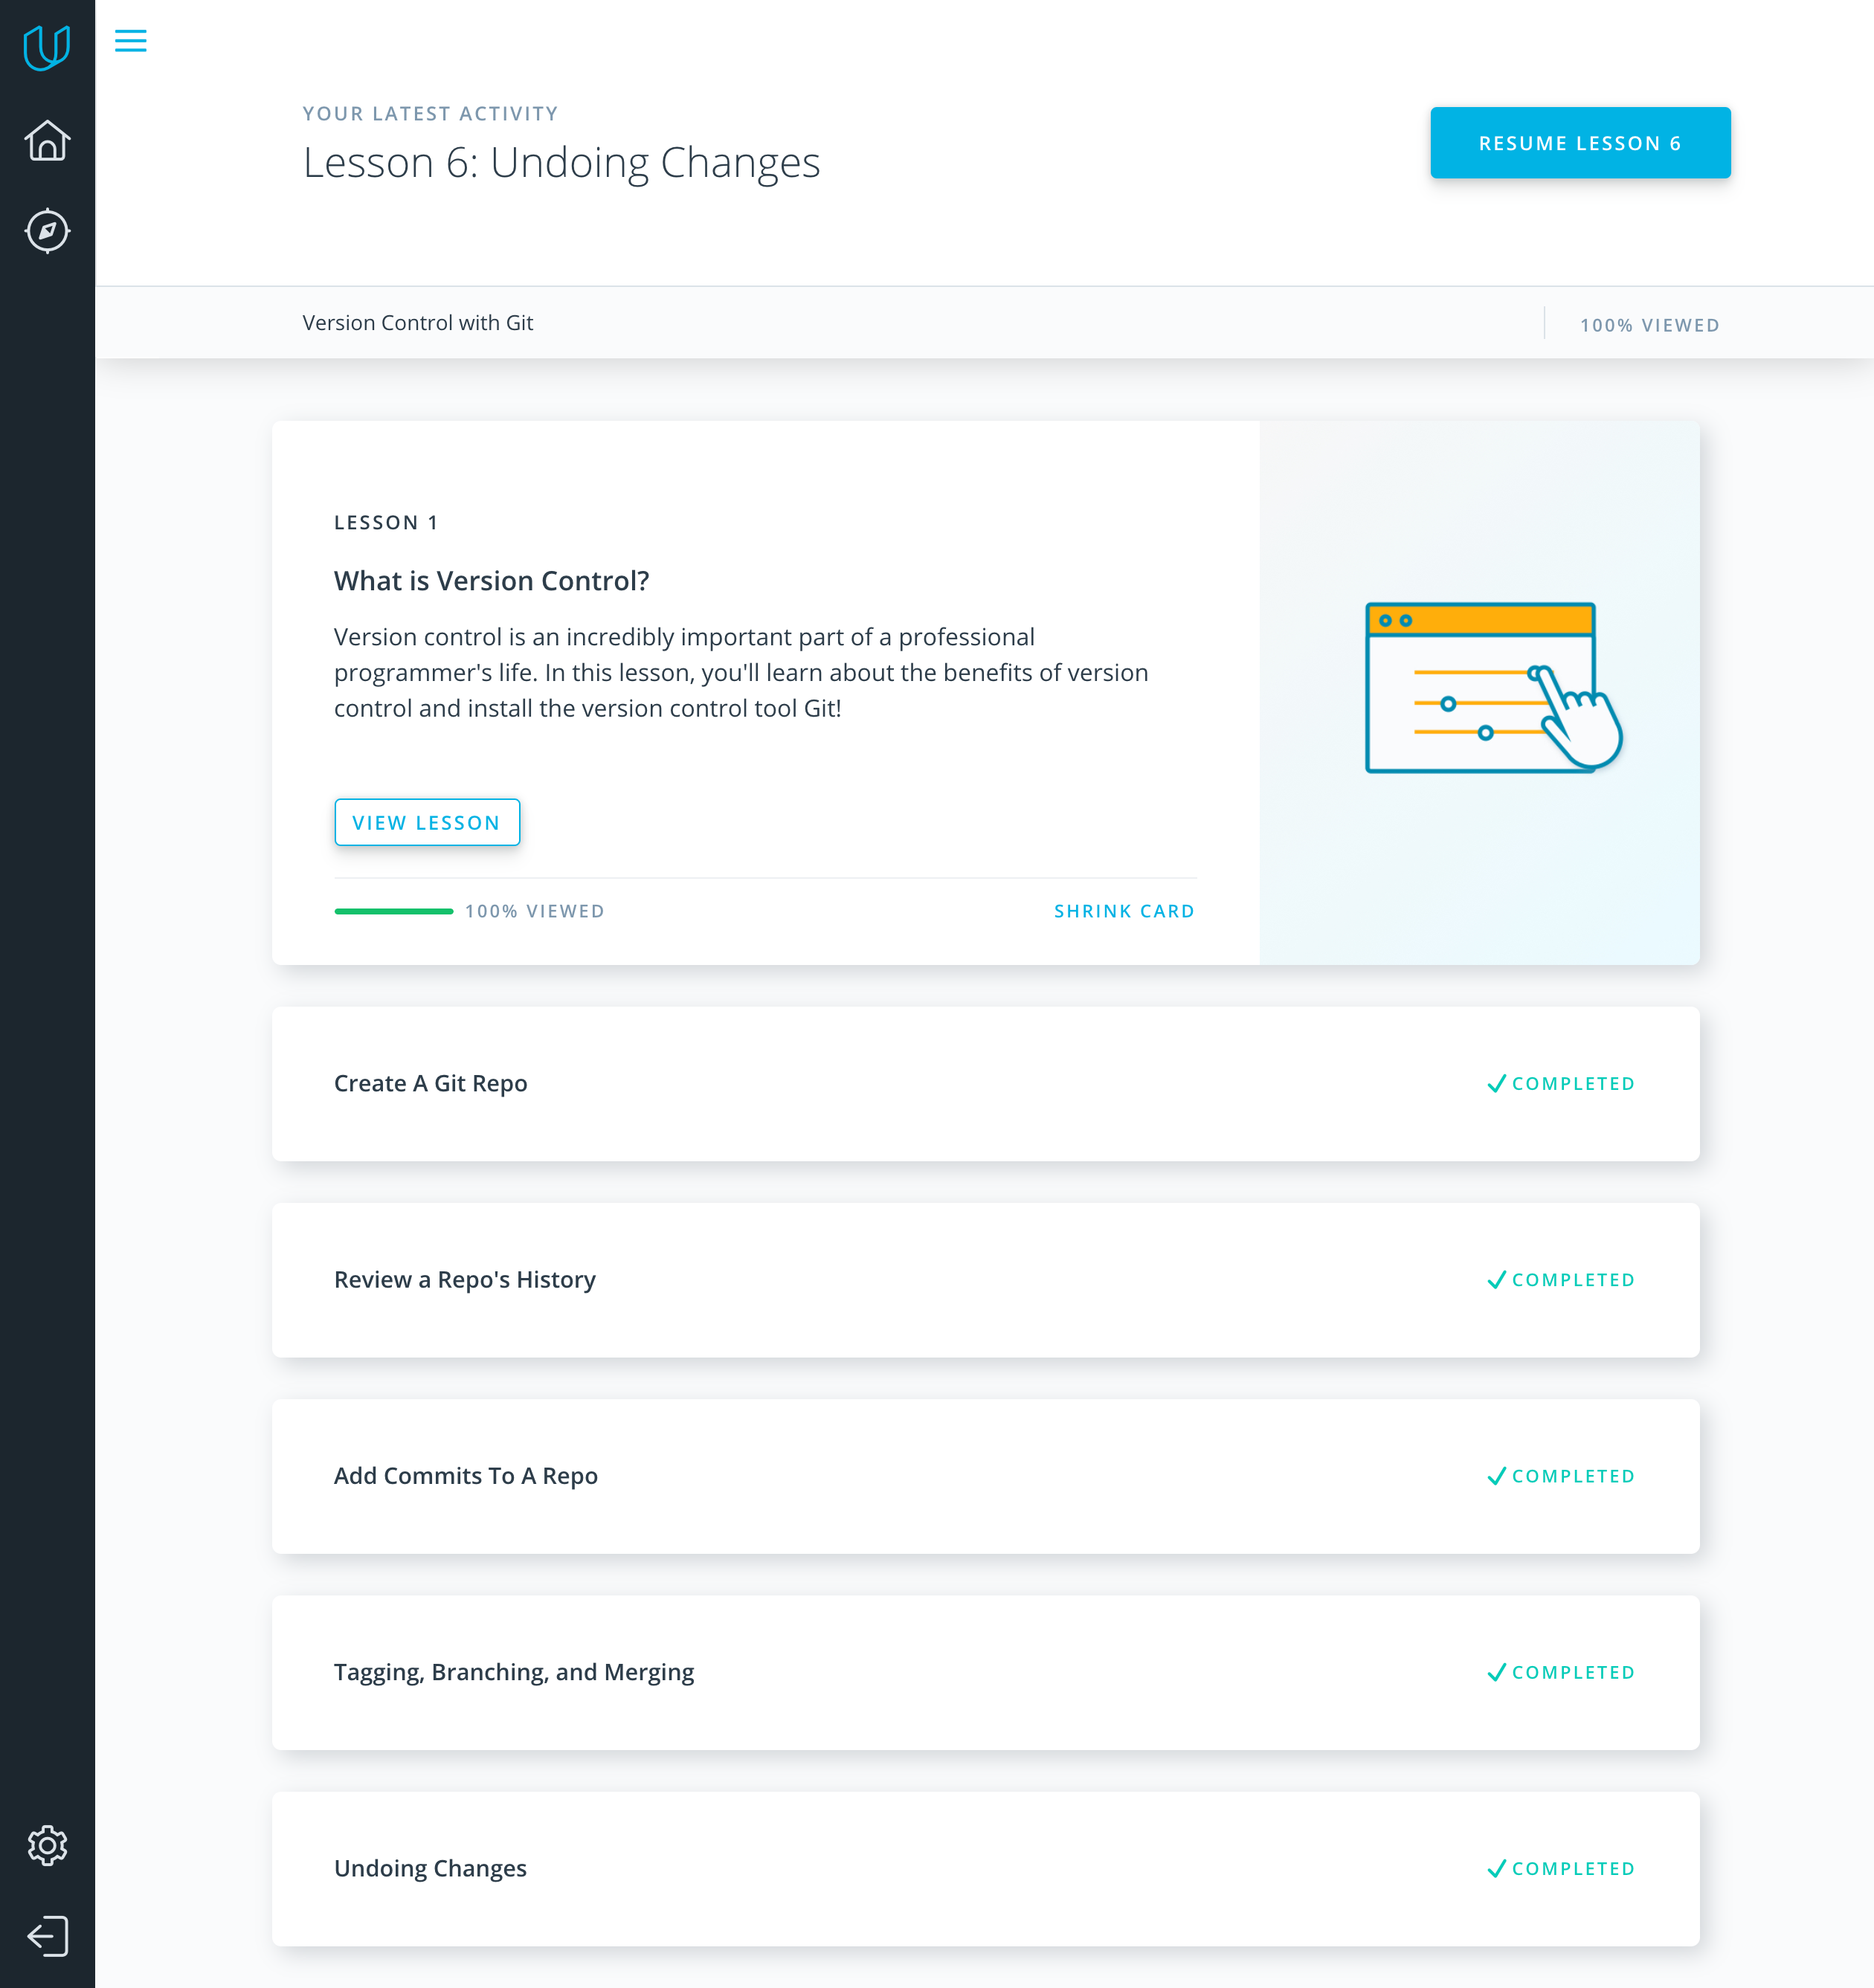 YOUR LATEST ACTIVITY
Lesson 6: Undoing Changes
RESUME LESSON 6
Version Control with Git
100% VIEWED
LESSON 1
What is Version Control?
Version control is an incredibly important part of a professional
programmer's life. In this lesson, you'll learn about the benefits of version
control and install the version control tool Git!
VIEW LESSON
100% VIEWED
SHRINK CARD
Create A Git Repo
COMPLETED
Review a Repo's History
COMPLETED
Add Commits To A Repo
COMPLETED
Tagging, Branching, and Merging
COMPLETED
Undoing Changes
COMPLETED